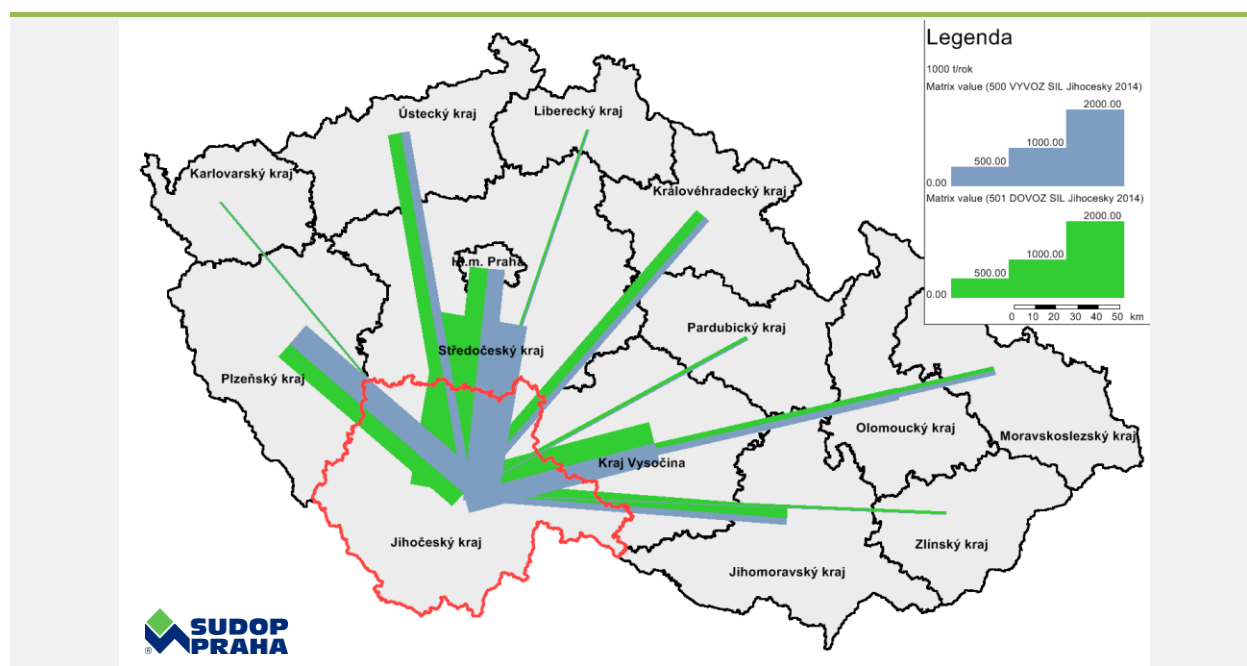 Legenda
1000 t/rok
Matrix value (500 VYVOZ SIL Jihocesky 2014)
2000.00
1000.00
500.00
0.00
Matrix value (501 DOVOZ SIL Jihocesky 2014)
2000.00
1000.00
500.00
0.00
0 10 20 30 40 50 km
Ústecký kraj
Liberecký kraj
Karlovarský kraj
Královéhradecký kraj
Hl.m. Praha
Pardubický kraj
Středočeský kraj
Plzeňský kraj
Olomoucký kraj
Moravskoslezský kraj
Kraj Vysočina
Jihočeský kraj
Zlínský kraj
Jihomoravský kraj
SUDOP
PRAHA
®